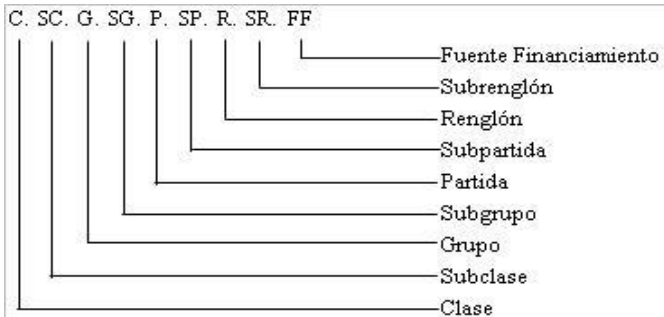 C. SC. G. SG. P. SP. R. SR. FF
Fuente Financiamiento
Subrenglón
Renglón
Subpartida
Partida
Subgrupo
Grupo
Subclase
Clase